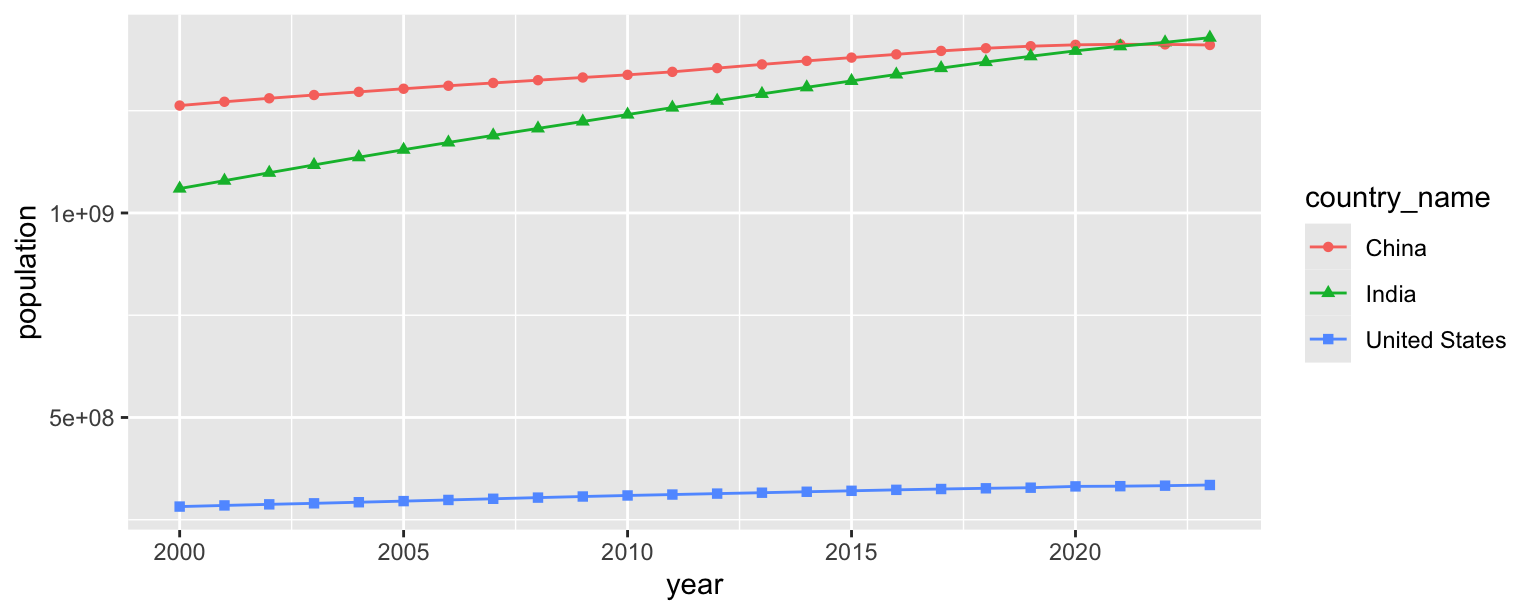 population
1e+09
5e+08
2000 2005 2010 2015 2020
year
country_name
China
India
United States